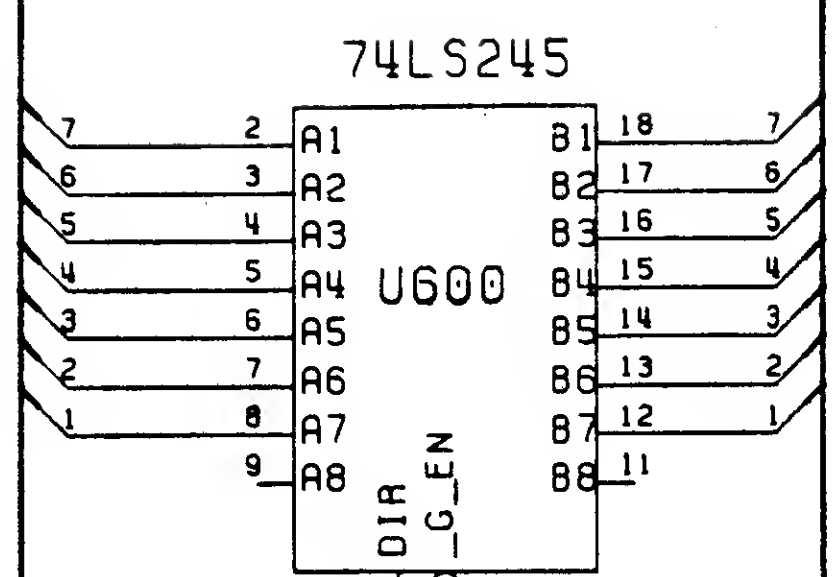 74LS245
7 2 A1 B1 18 7
6 3 A2 B2 17 6
5 4 A3 B3 16 5
4 5 A4 U600 B4 15 4
3 6 A5 B5 14 3
2 7 A6 B6 13 2
1 8 A7 B7 12 1
9 A8 B8 11
DIR
_G_EN